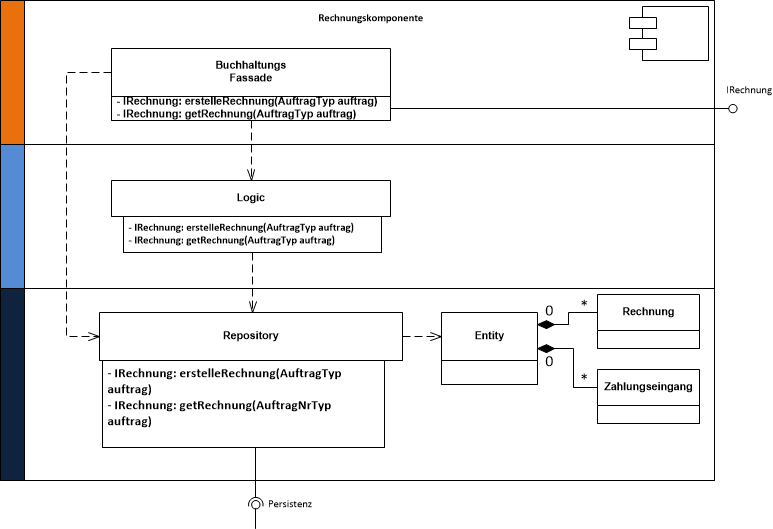 Rechnungskomponente
Buchhaltungs
Fassade
- IRechnung: erstelleRechnung(AuftragTyp auftrag)
- IRechnung: getRechnung(AuftragTyp auftrag)
IRechnung
Logic
- IRechnung: erstelleRechnung(AuftragTyp auftrag)
- IRechnung: getRechnung(AuftragTyp auftrag)
Repository
- IRechnung: erstelleRechnung(AuftragTyp
auftrag)
- IRechnung: getRechnung(AuftragNrTyp
auftrag)
Entity
0
*
Rechnung
0
*
Zahlungseingang
Persistenz